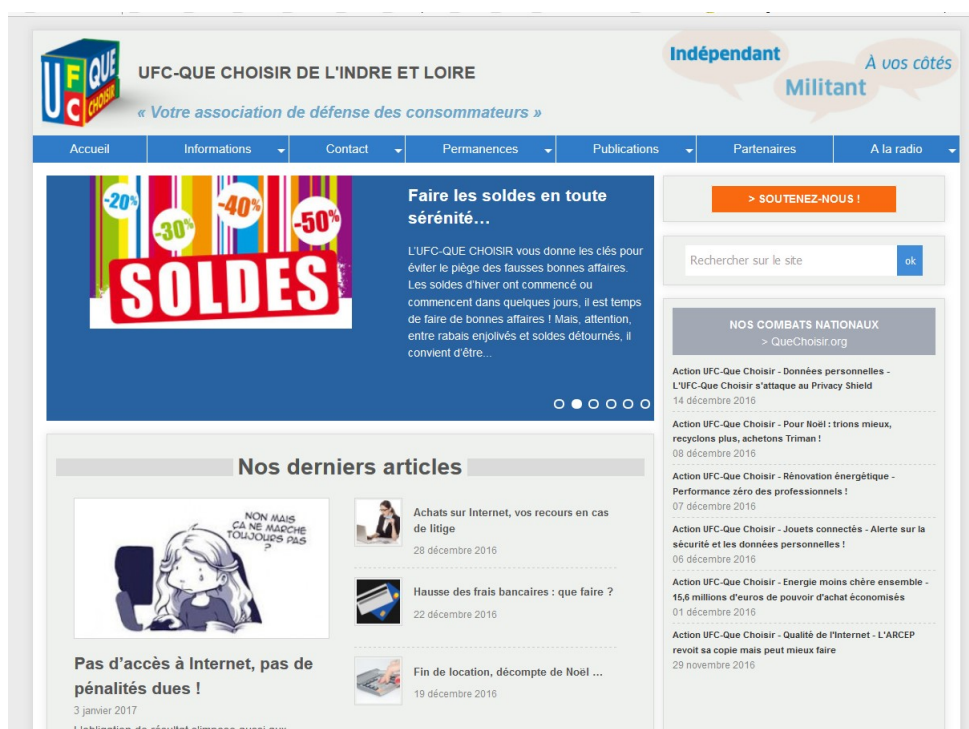 UFC QUE CHOISIR
UFC-QUE CHOISIR DE L'INDRE ET LOIRE
« Votre association de défense des consommateurs »
Indépendant
À vos côtés
Militant
Accueil Informations Contact Permanences Publications Partenaires A la radio
-20%
-30%
-40%
-50%
SOLDES
Faire les soldes en toute
sérénité...
L'UFC-QUE CHOISIR vous donne les clés pour
éviter le piège des fausses bonnes affaires.
Les soldes d'hiver ont commencé ou
commencent dans quelques jours, il est temps
de faire de bonnes affaires ! Mais, attention,
entre rabais enjolivés et soldes détournés, il
convient d'être...
> SOUTENEZ-NOUS !
Rechercher sur le site ok
NOS COMBATS NATIONAUX
> QueChoisir.org
Action UFC-Que Choisir - Données personnelles -
L'UFC-Que Choisir s'attaque au Privacy Shield
14 décembre 2016
Action UFC-Que Choisir - Pour Noël : trions mieux,
recyclons plus, achetons Triman !
08 décembre 2016
Action UFC-Que Choisir - Rénovation énergétique -
Performance zéro des professionnels !
07 décembre 2016
Action UFC-Que Choisir - Jouets connectés - Alerte sur la
sécurité et les données personnelles !
06 décembre 2016
Action UFC-Que Choisir - Energie moins chère ensemble -
15,6 millions d'euros de pouvoir d'achat économisés
01 décembre 2016
Action UFC-Que Choisir - Qualité de l'Internet - L'ARCEP
revoit sa copie mais peut mieux faire
29 novembre 2016
Nos derniers articles
NON MAIS
ÇA NE MARCHE
TOUJOURS PAS
?
Pas d'accès à Internet, pas de
pénalités dues !
3 janvier 2017
Achats sur Internet, vos recours en cas
de litige
28 décembre 2016
Hausse des frais bancaires : que faire ?
22 décembre 2016
Fin de location, décompte de Noël ...
19 décembre 2016